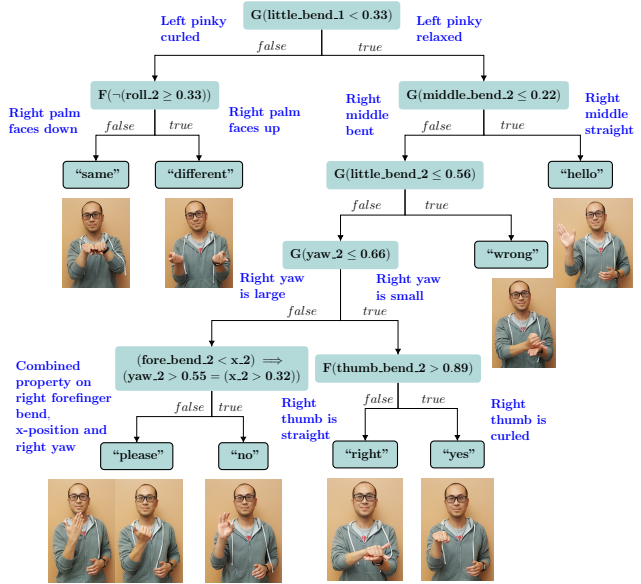 G(little_bend_1 < 0.33)
Left pinky
curled
Left pinky
relaxed
false
true
F(¬(roll_2 ≥ 0.33))
G(middle_bend_2 ≤ 0.22)
Right palm
faces down
Right palm
faces up
Right
middle
bent
Right
middle
straight
false
true
false
true
“same”
“different”
G(little_bend_2 ≤ 0.56)
“hello”
false
true
G(yaw_2 ≤ 0.66)
“wrong”
Right yaw
is large
Right yaw
is small
false
true
Combined
property on
right forefinger
bend,
x-position and
right yaw
(fore_bend_2 < x_2) ⟹
(yaw_2 > 0.55 = (x_2 > 0.32))
F(thumb_bend_2 > 0.89)
false
true
Right
thumb is
straight
false
true
Right
thumb is
curled
“please”
“no”
“right”
“yes”